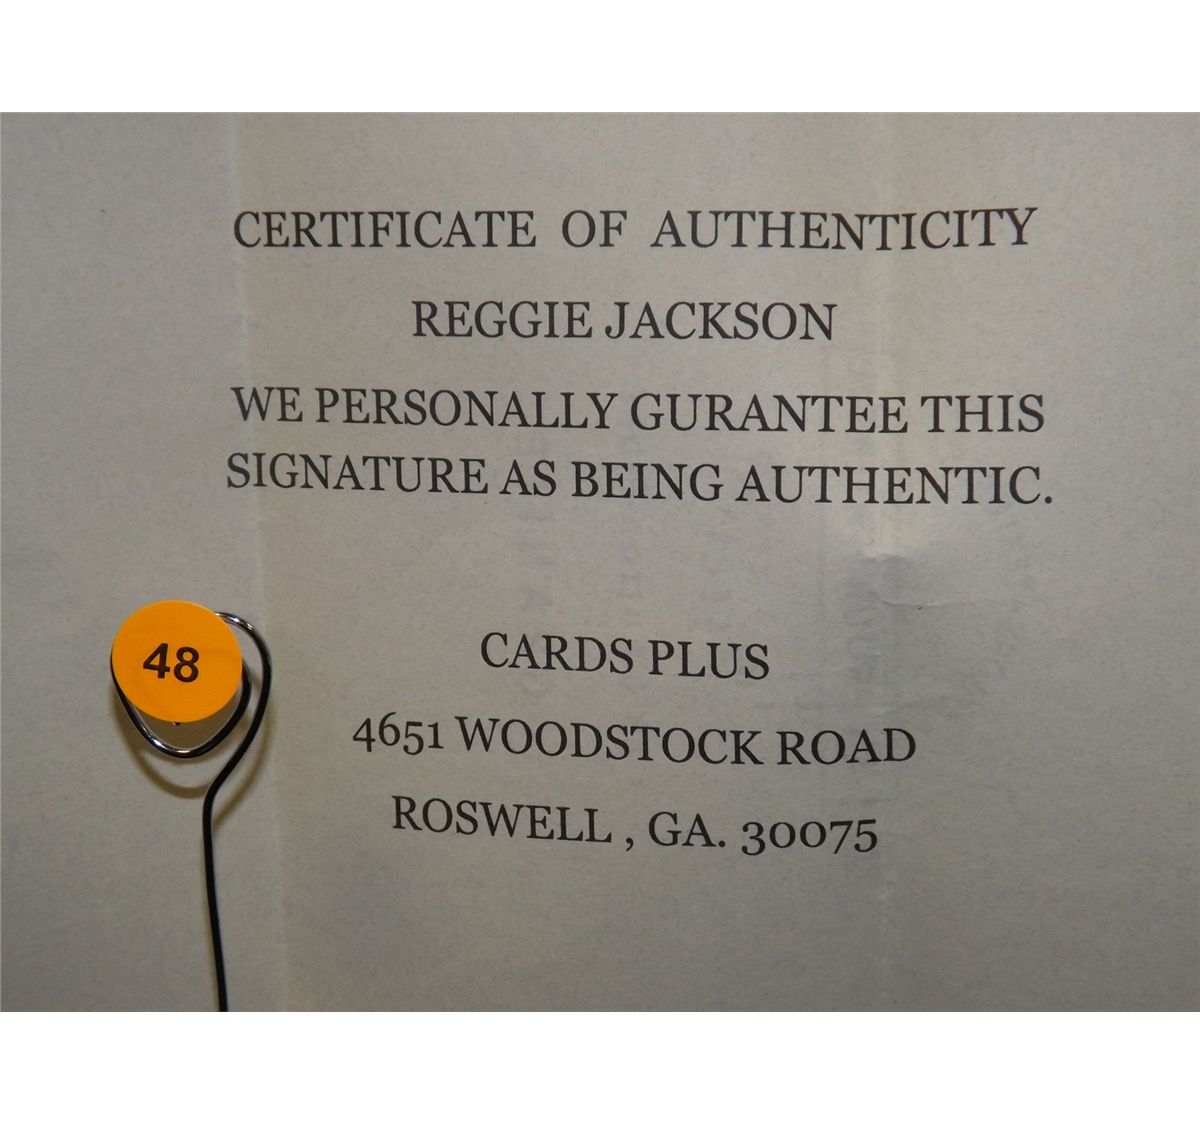 CERTIFICATE OF AUTHENTICITY
REGGIE JACKSON
WE PERSONALLY GURANTEE THIS
SIGNATURE AS BEING AUTHENTIC.
CARDS PLUS
48
4651 WOODSTOCK ROAD
ROSWELL , GA. 30075